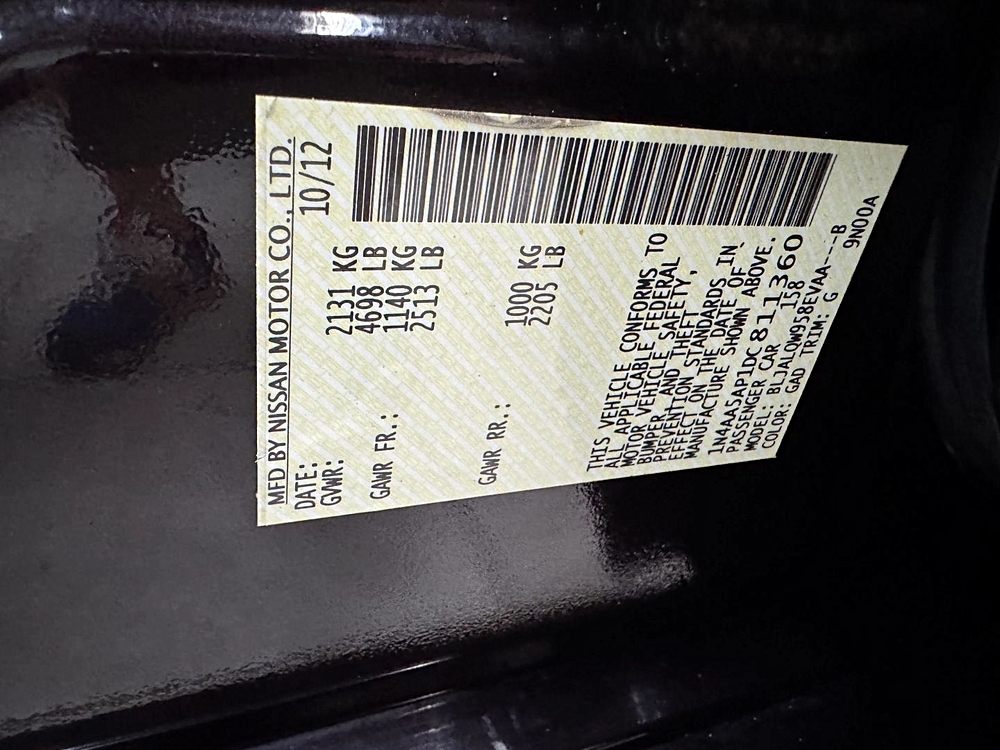 MFD BY NISSAN MOTOR CO., LTD.
DATE: 10/12
GVWR: 2131 KG
4698 LB
GAWR FR.: 1140 KG
2513 LB
GAWR RR.: 1000 KG
2205 LB
THIS VEHICLE CONFORMS TO
ALL APPLICABLE FEDERAL
MOTOR VEHICLE SAFETY,
BUMPER, AND THEFT
PREVENTION STANDARDS IN
EFFECT ON THE DATE OF
MANUFACTURE SHOWN ABOVE.
1N4AA5AP1DC811360
PASSENGER CAR 158
MODEL: BLJALQW958EVAA---B
COLOR: GAD TRIM: G 9N00A